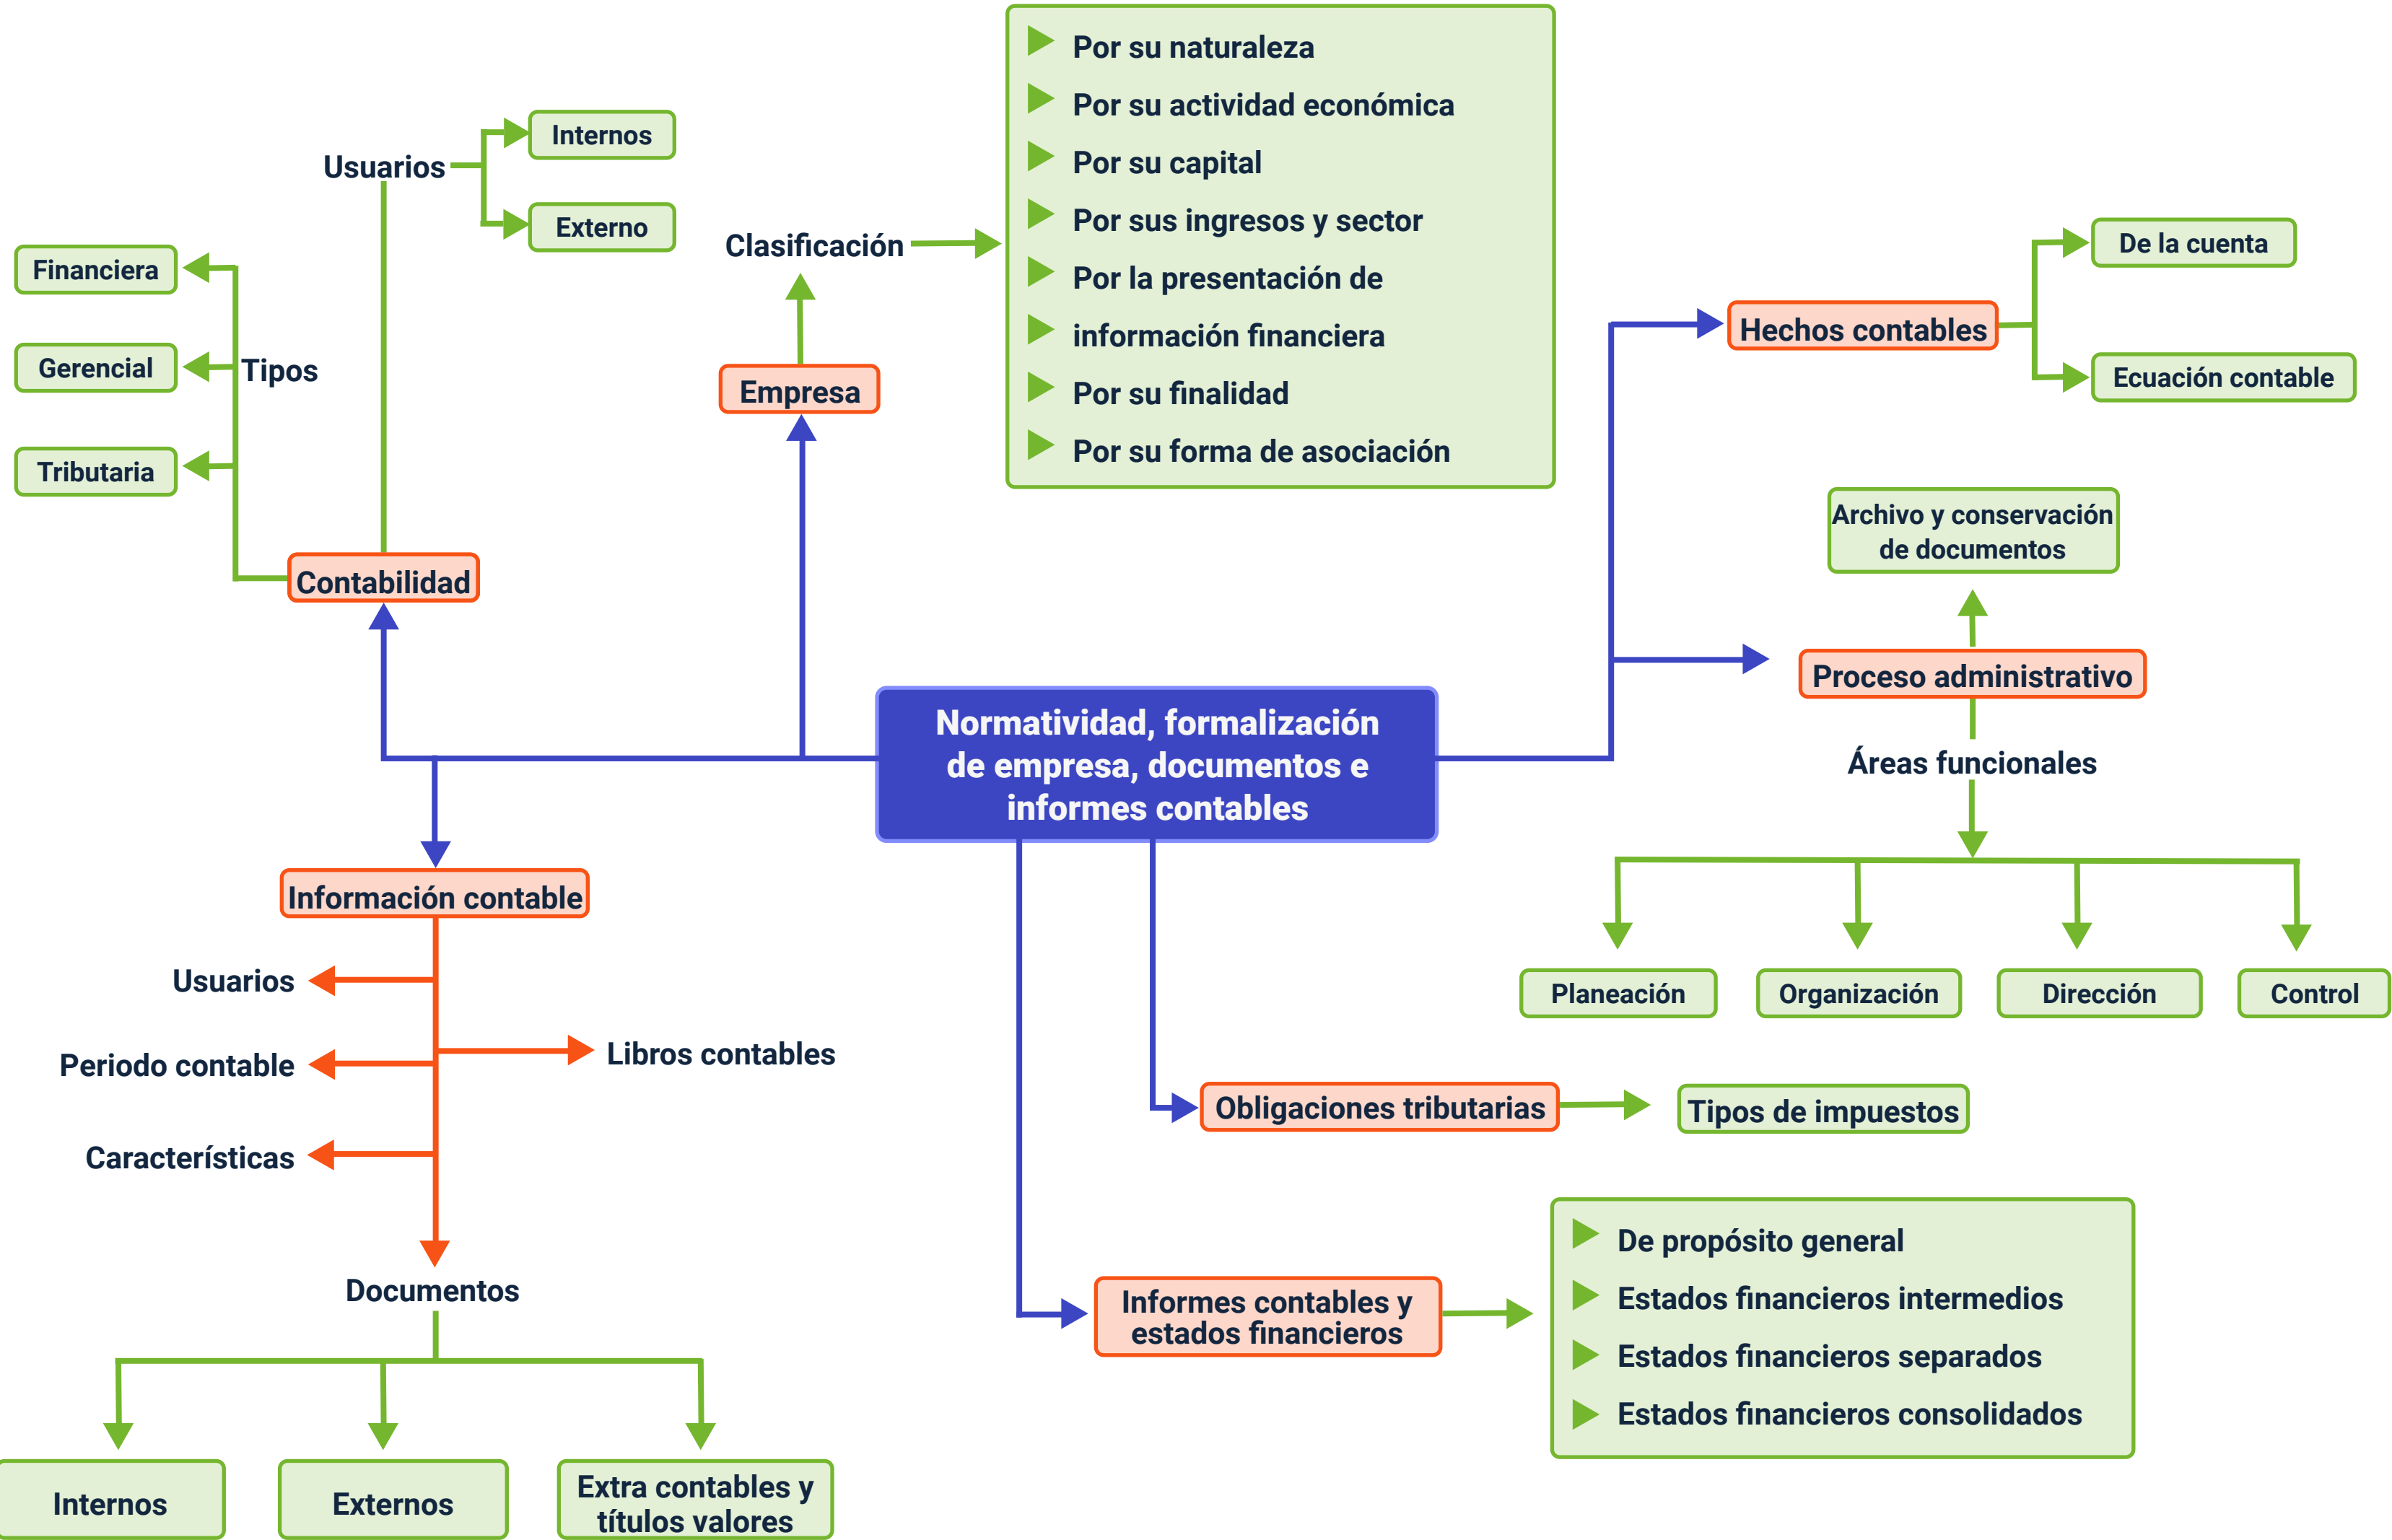 Por su naturaleza
Por su actividad económica
Por su capital
Por sus ingresos y sector
Por la presentación de
información financiera
Por su finalidad
Por su forma de asociación
Internos
Usuarios
Externo
Clasificación
Financiera
Gerencial
Tipos
Tributaria
Empresa
Contabilidad
De la cuenta
Hechos contables
Ecuación contable
Archivo y conservación
de documentos
Proceso administrativo
Áreas funcionales
Planeación
Organización
Dirección
Control
Normatividad, formalización
de empresa, documentos e
informes contables
Información contable
Usuarios
Periodo contable
Libros contables
Características
Documentos
Internos
Externos
Extra contables y
títulos valores
Obligaciones tributarias
Tipos de impuestos
Informes contables y
estados financieros
De propósito general
Estados financieros intermedios
Estados financieros separados
Estados financieros consolidados